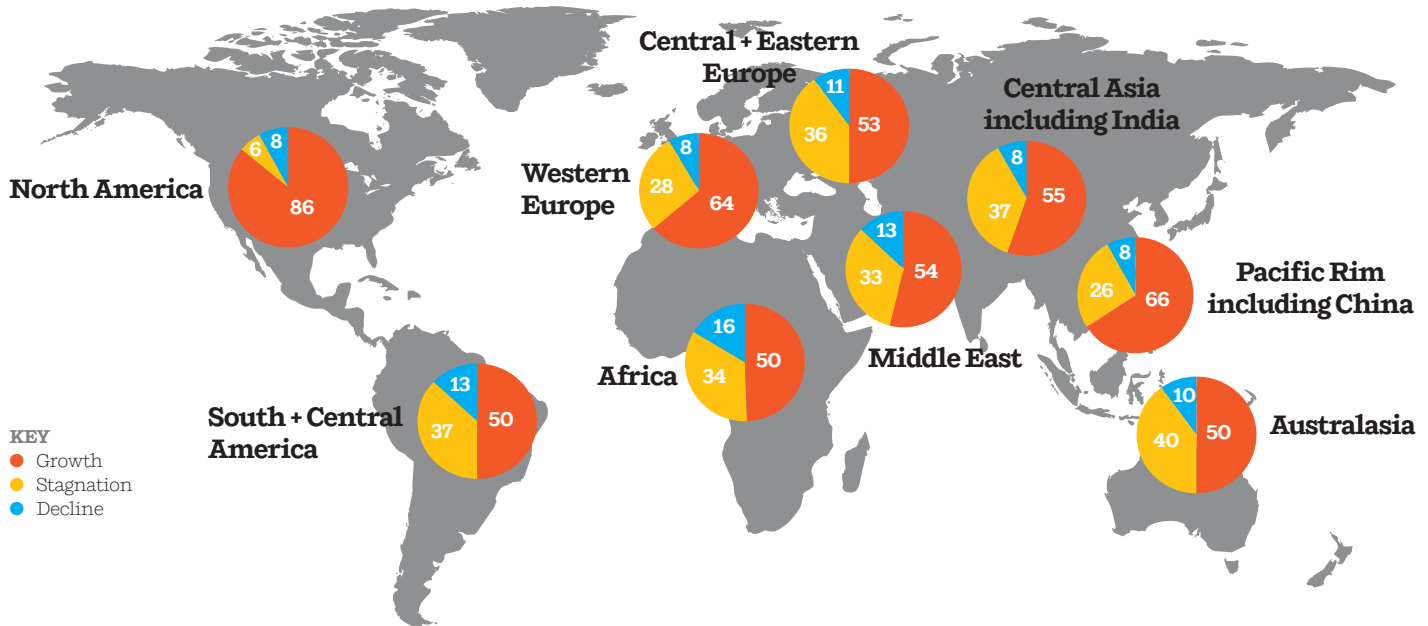 Central + Eastern
Europe
11
36
53
Central Asia
including India
8
37
55
North America
6
8
86
Western
Europe
8
28
64
13
33
54
Middle East
Pacific Rim
including China
8
26
66
Africa
16
34
50
South + Central
America
13
37
50
Australasia
10
40
50
KEY
Growth
Stagnation
Decline